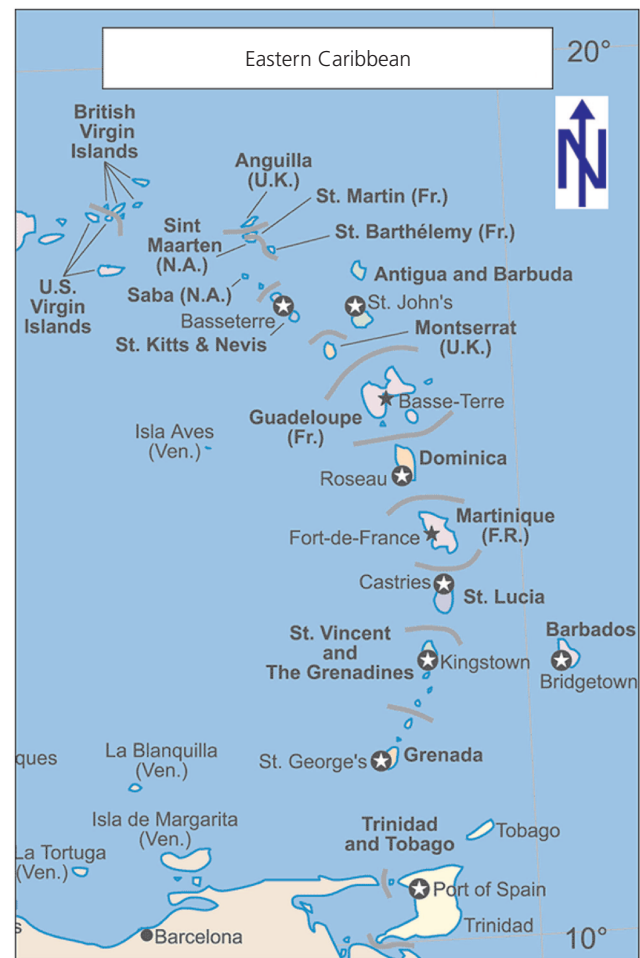 Eastern Caribbean
20°
N
British
Virgin
Islands
Anguilla
(U.K.)
St. Martin (Fr.)
Sint
Maarten
(N.A.)
St. Barthélemy (Fr.)
U.S.
Virgin
Islands
Saba (N.A.)
Antigua and Barbuda
St. John's
Basseterre
St. Kitts & Nevis
Montserrat
(U.K.)
Basse-Terre
Guadeloupe
(Fr.)
Isla Aves
(Ven.)
Dominica
Roseau
Martinique
(F.R.)
Fort-de-France
Castries
St. Lucia
St. Vincent
and
The Grenadines
Kingstown
Barbados
Bridgetown
ques
La Blanquilla
(Ven.)
St. George's
Grenada
Isla de Margarita
(Ven.)
Trinidad
and Tobago
Tobago
La Tortuga
(Ven.)
Port of Spain
Trinidad
s
Barcelona
10°